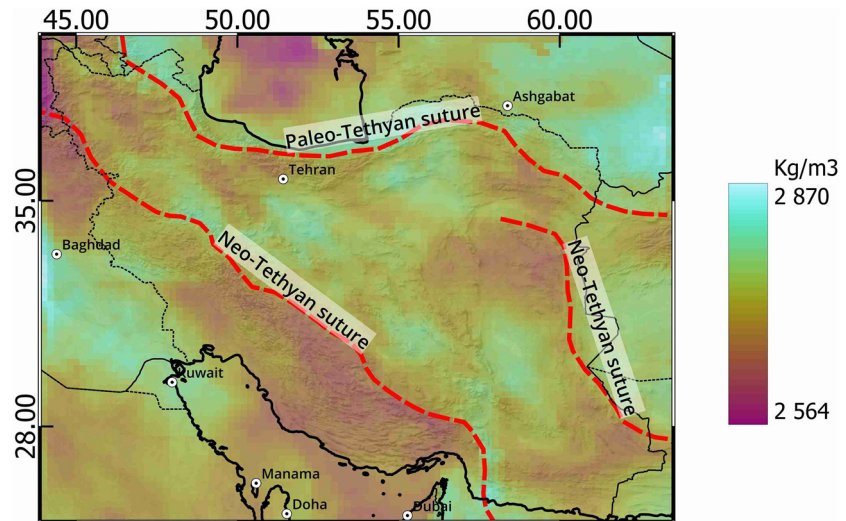 45.00 50.00 55.00 60.00
Ashgabat
Paleo-Tethyan suture
Tehran
Kg/m3
2 870
35.00
Baghdad
Neo-Tethyan suture
Neo-Tethyan suture
Kuwait
2 564
28.00
Manama
Doha
Dubai